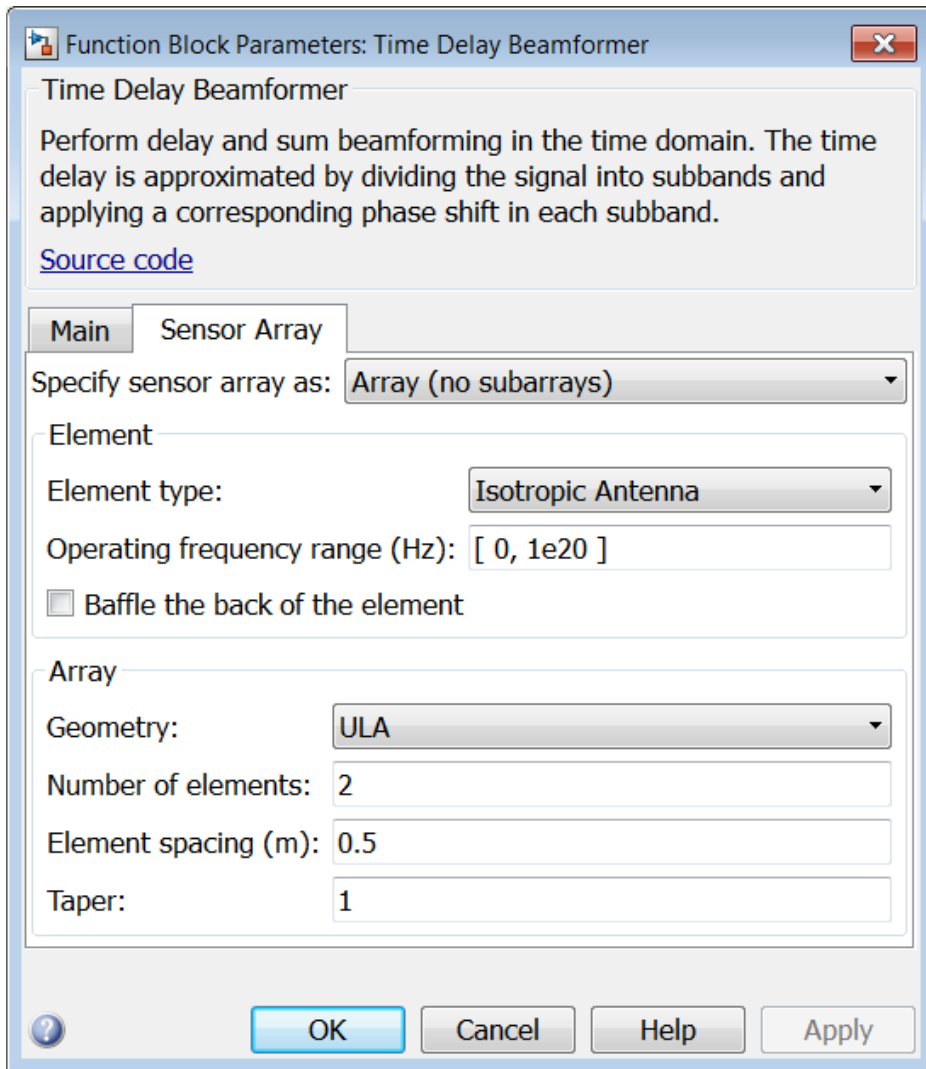 Function Block Parameters: Time Delay Beamformer
Time Delay Beamformer
Perform delay and sum beamforming in the time domain. The time
delay is approximated by dividing the signal into subbands and
applying a corresponding phase shift in each subband.
Source code
Main Sensor Array
Specify sensor array as: Array (no subarrays)
Element
Element type: Isotropic Antenna
Operating frequency range (Hz): [ 0, 1e20 ]
Baffle the back of the element
Array
Geometry: ULA
Number of elements: 2
Element spacing (m): 0.5
Taper: 1
? OK Cancel Help Apply